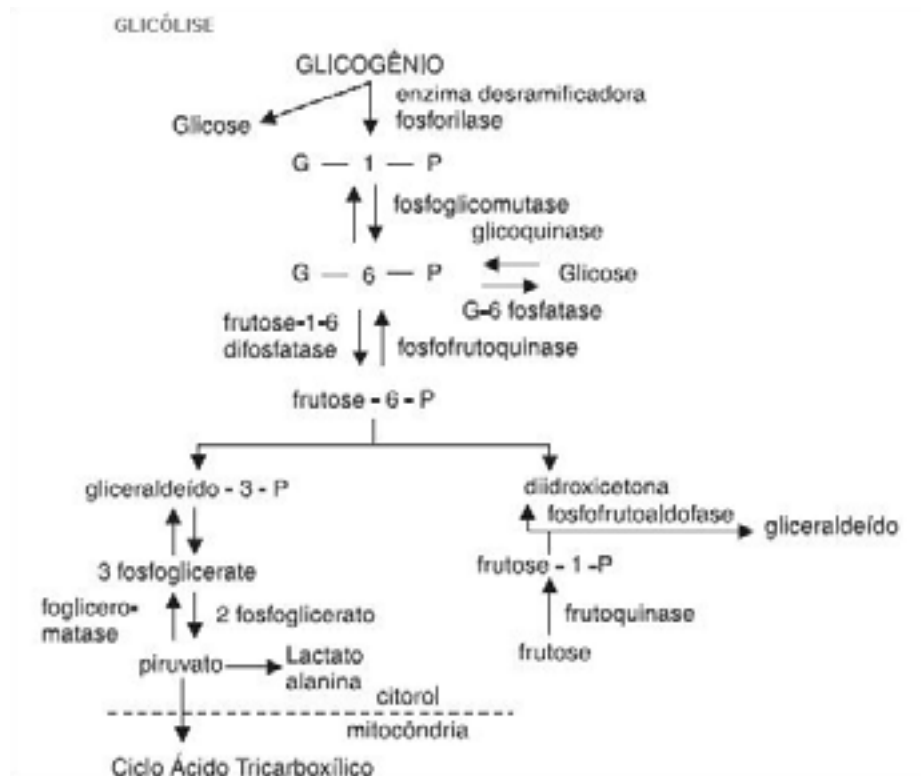 GLICÓLISE
GLICOGÊNIO
enzima desramificadora
fosforilase
Glicose
G — 1 — P
fosfoglicomutase
glicoquinase
G — 6 — P
Glicose
G-6 fosfatase
frutose-1-6
difosfatase
fosfofrutoquinase
frutose - 6 - P
gliceraldeído - 3 - P
diidroxicetona
fosfofrutoaldofase
gliceraldeído
3 fosfoglicerate
frutose - 1 -P
foglicero-
matase
2 fosfoglicerato
frutoquinase
frutose
piruvato
Lactato
alanina
citorol
mitocôndria
Ciclo Ácido Tricarboxílico